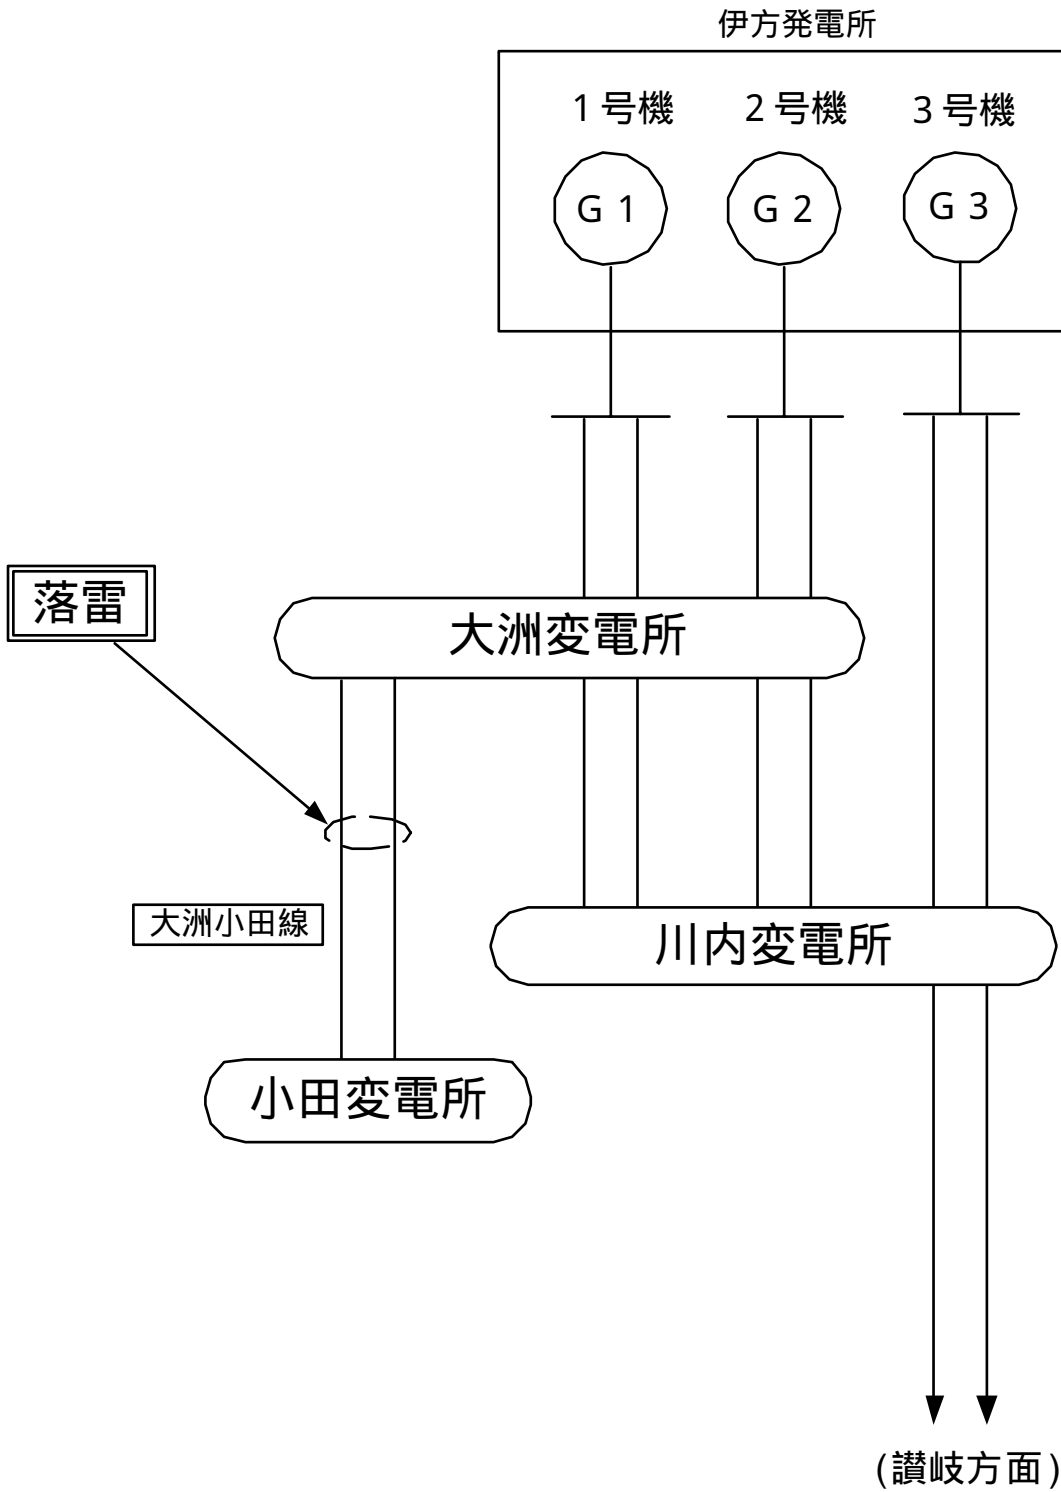 伊方発電所
1号機 2号機 3号機
G 1 G 2 G 3
落雷
大洲変電所
大洲小田線
川内変電所
小田変電所
(讃岐方面)